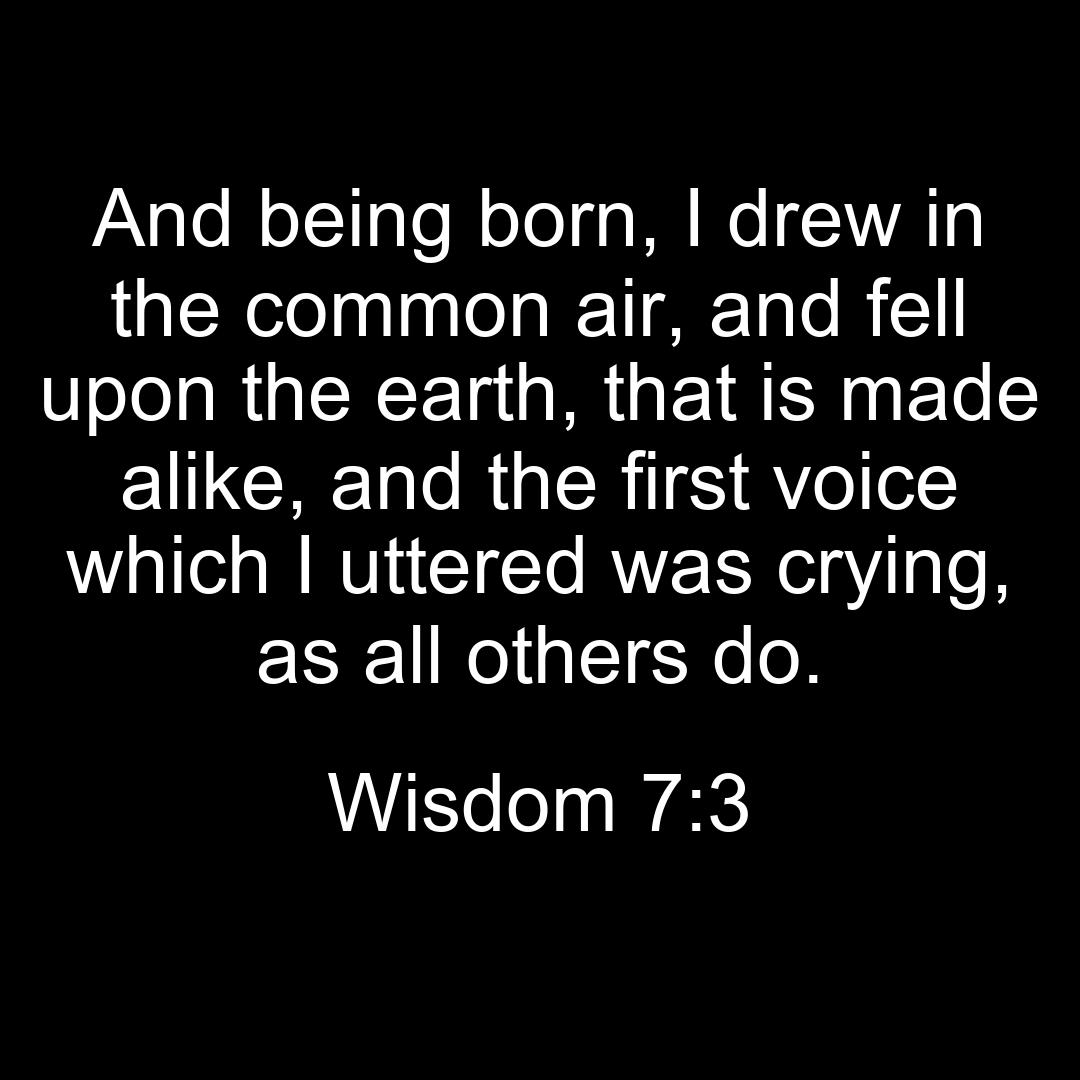 And being born, I drew in
the common air, and fell
upon the earth, that is made
alike, and the first voice
which I uttered was crying,
as all others do.
Wisdom 7:3